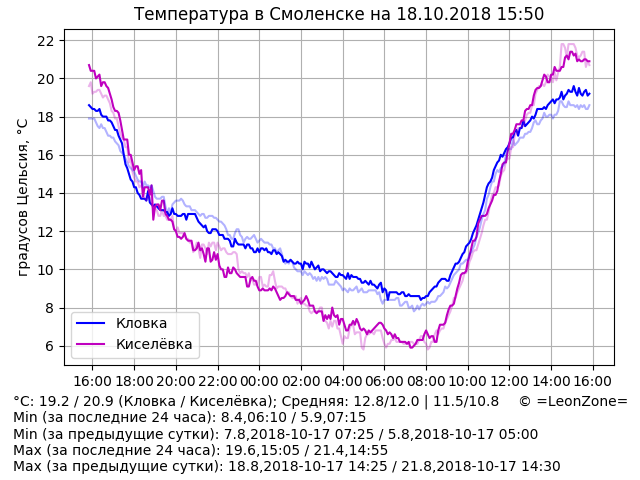 Температура в Смоленске на 18.10.2018 15:50
градусов Цельсия, °C
22
20
18
16
14
12
10
8
6
Кловка
Киселёвка
16:00 18:00 20:00 22:00 00:00 02:00 04:00 06:00 08:00 10:00 12:00 14:00 16:00
°C: 19.2 / 20.9 (Кловка / Киселёвка); Средняя: 12.8/12.0 | 11.5/10.8 © =LeonZone=
Min (за последние 24 часа): 8.4,06:10 / 5.9,07:15
Min (за предыдущие сутки): 7.8,2018-10-17 07:25 / 5.8,2018-10-17 05:00
Max (за последние 24 часа): 19.6,15:05 / 21.4,14:55
Max (за предыдущие сутки): 18.8,2018-10-17 14:25 / 21.8,2018-10-17 14:30